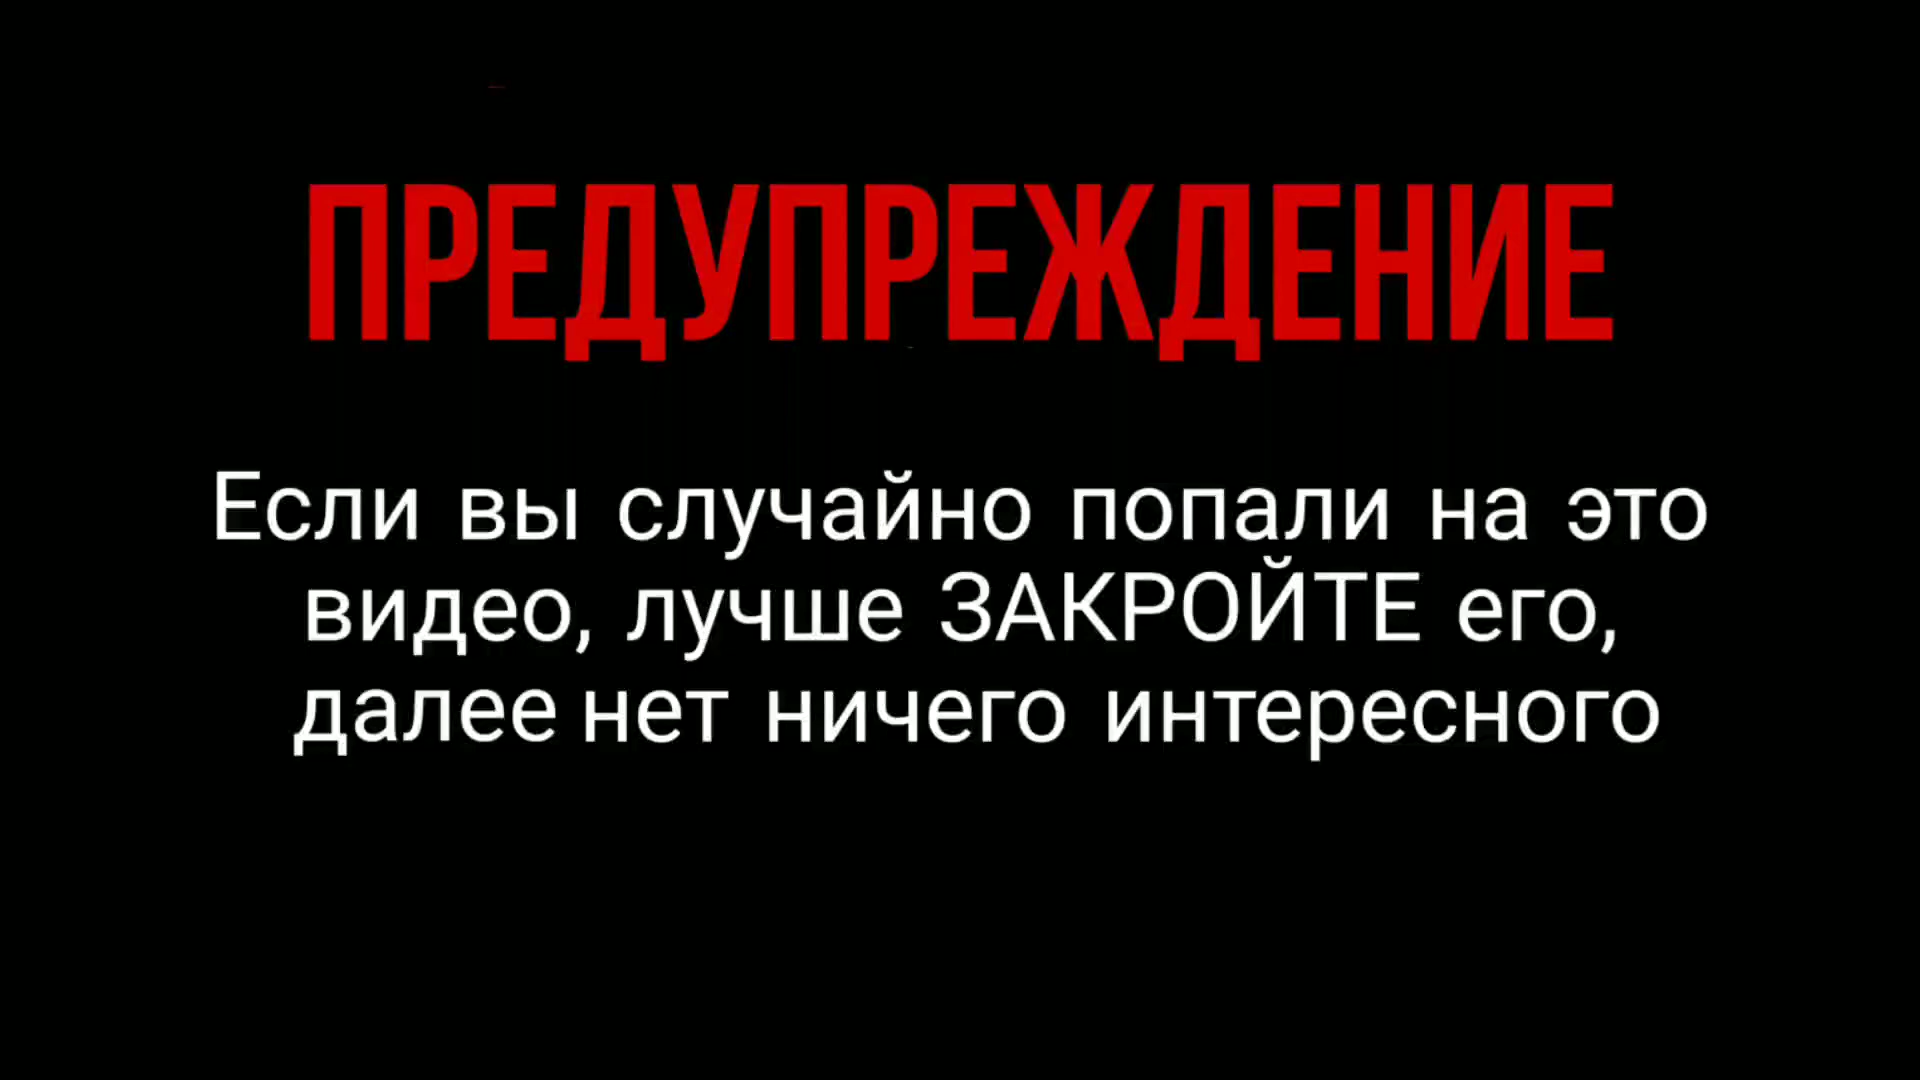 ПРЕДУПРЕЖДЕНИЕ
Если вы случайно попали на это
видео, лучше ЗАКРОЙТЕ его,
далее нет ничего интересного